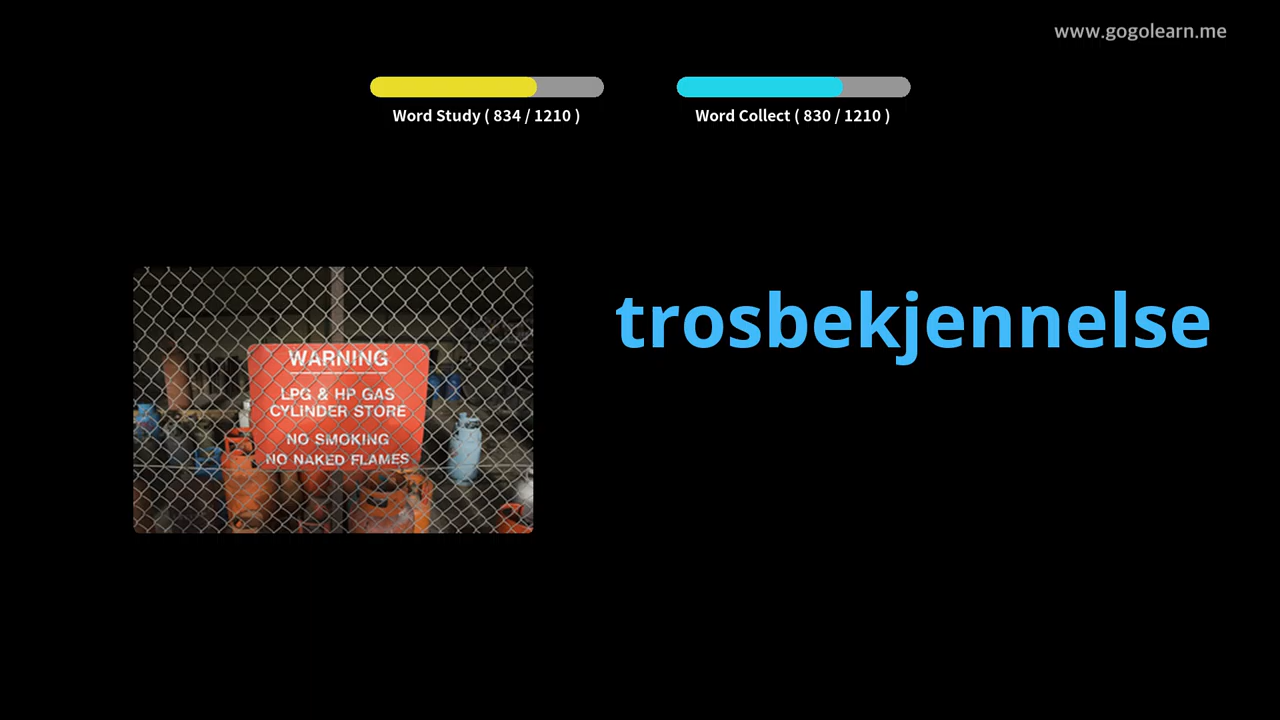 www.gogolearn.me
Word Study ( 834 / 1210 )
Word Collect ( 830 / 1210 )
trosbekjennelse
WARNING
LPG & HP GAS
CYLINDER STORE
NO SMOKING
NO NAKED FLAMES